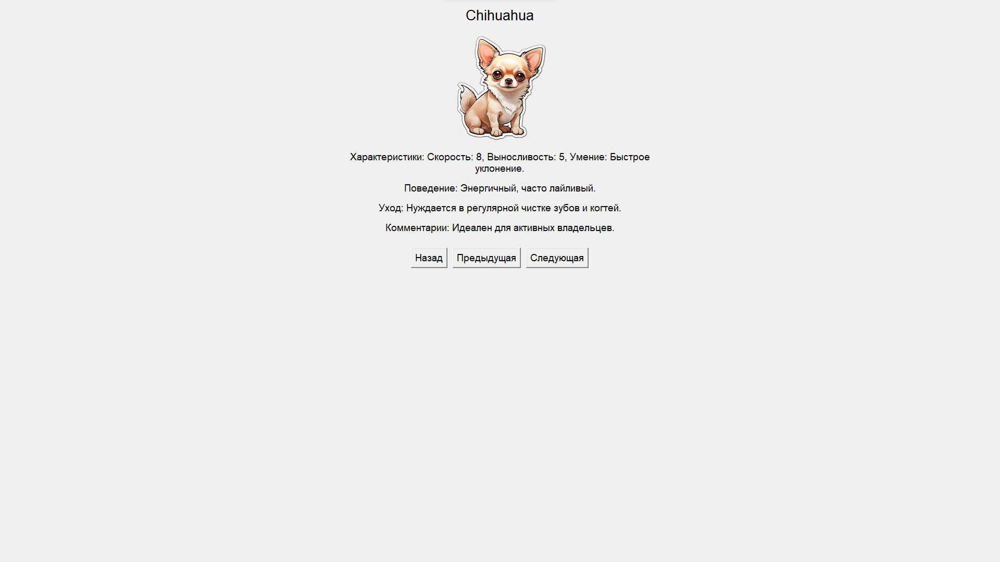 Chihuahua
Характеристики: Скорость: 8, Выносливость: 5, Умение: Быстрое
уклонение.
Поведение: Энергичный, часто лайливый.
Уход: Нуждается в регулярной чистке зубов и когтей.
Комментарии: Идеален для активных владельцев.
Назад Предыдущая Следующая